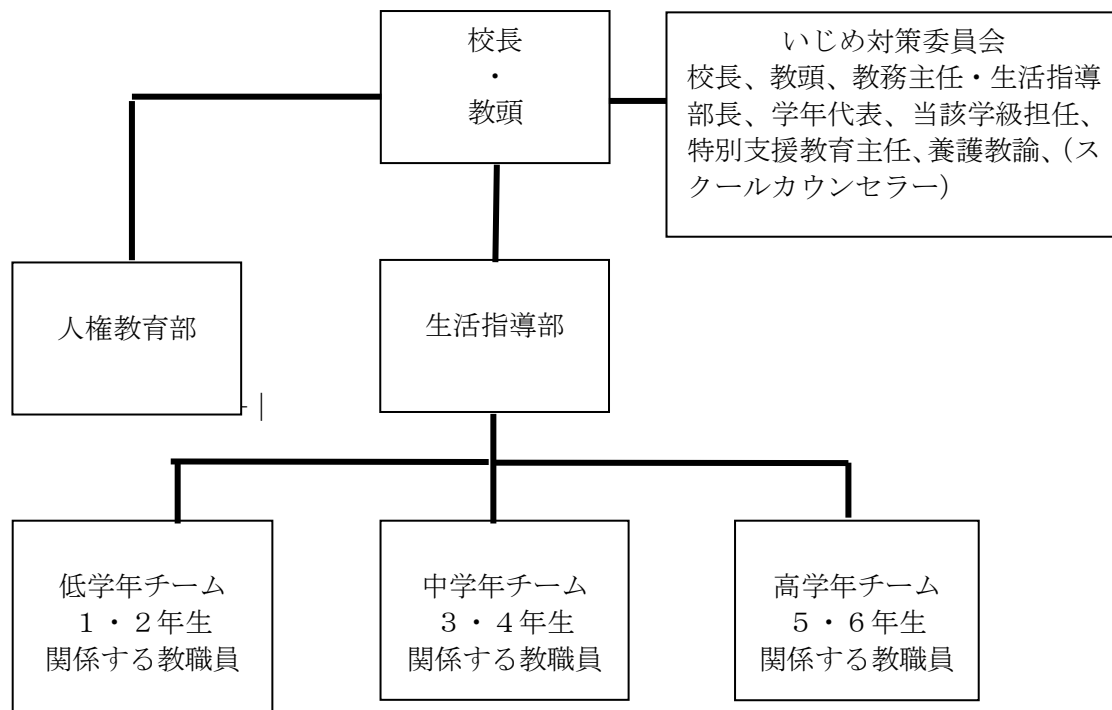 校長
・
教頭
いじめ対策委員会
校長、教頭、教務主任・生活指導
部長、学年代表、当該学級担任、
特別支援教育主任、養護教諭、（ス
クールカウンセラー）
人権教育部
生活指導部
低学年チーム
１・２年生
関係する教職員
中学年チーム
３・４年生
関係する教職員
高学年チーム
５・６年生
関係する教職員